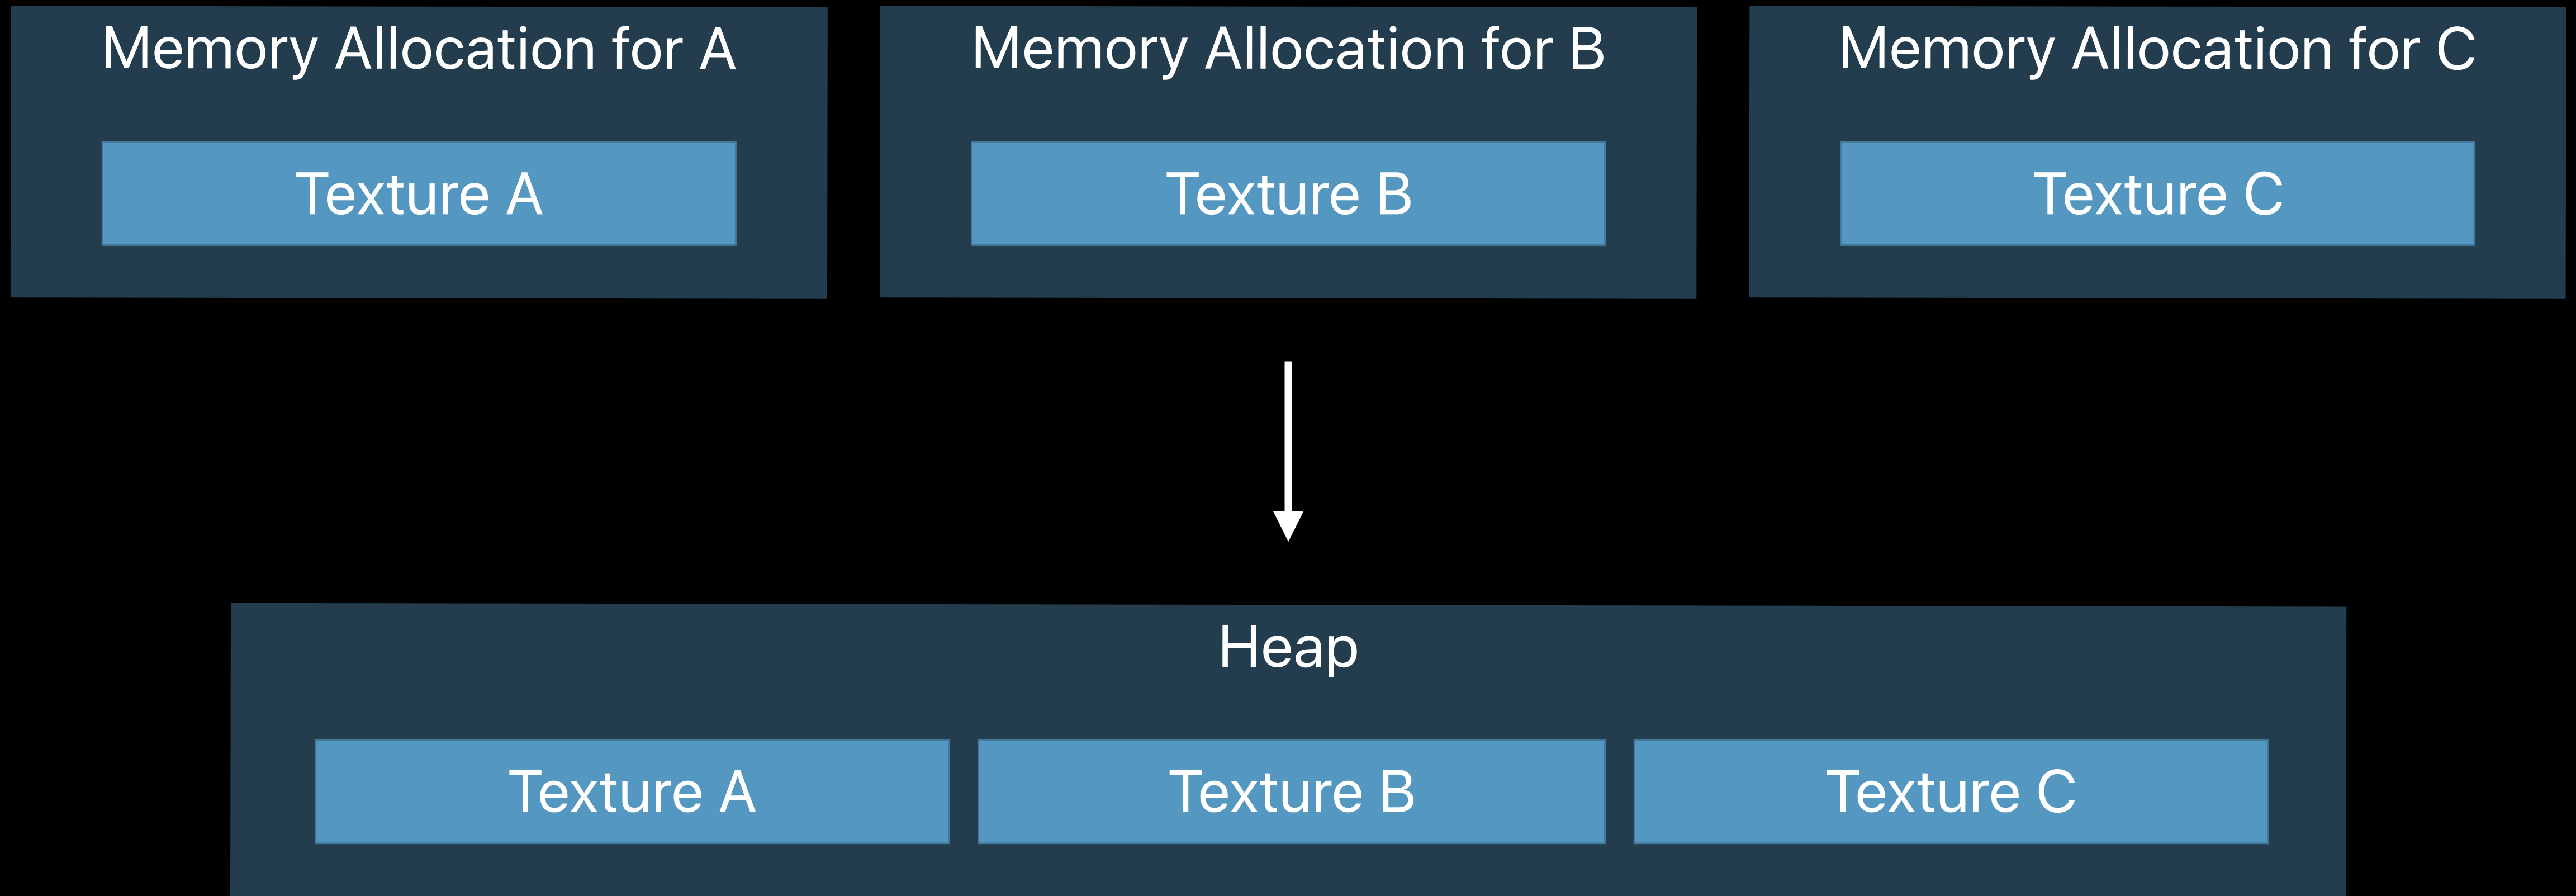 Memory Allocation for A
Memory Allocation for B
Memory Allocation for C
Texture A
Texture B
Texture C
Heap
Texture A
Texture B
Texture C